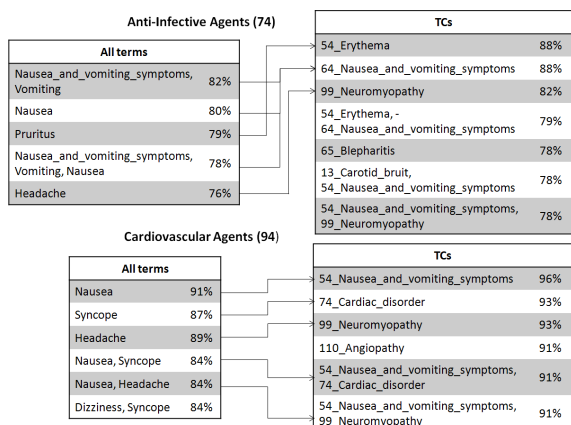 Anti-Infective Agents (74)
All terms
Nausea_and_vomiting_symptoms,
Vomiting 82%
Nausea 80%
Pruritus 79%
Nausea_and_vomiting_symptoms,
Vomiting, Nausea 78%
Headache 76%
TCs
54_Erythema 88%
64_Nausea_and_vomiting_symptoms 88%
99_Neuromyopathy 82%
54_Erythema, -
64_Nausea_and_vomiting_symptoms 79%
65_Blepharitis 78%
13_Carotid_bruit,
54_Nausea_and_vomiting_symptoms 78%
54_Nausea_and_vomiting_symptoms,
99_Neuromyopathy 78%
Cardiovascular Agents (94)
All terms
Nausea 91%
Syncope 87%
Headache 89%
Nausea, Syncope 84%
Nausea, Headache 84%
Dizziness, Syncope 84%
TCs
54_Nausea_and_vomiting_symptoms 96%
74_Cardiac_disorder 93%
99_Neuromyopathy 93%
110_Angiopathy 91%
54_Nausea_and_vomiting_symptoms,
74_Cardiac_disorder 91%
54_Nausea_and_vomiting_symptoms,
99_Neuromyopathy 91%